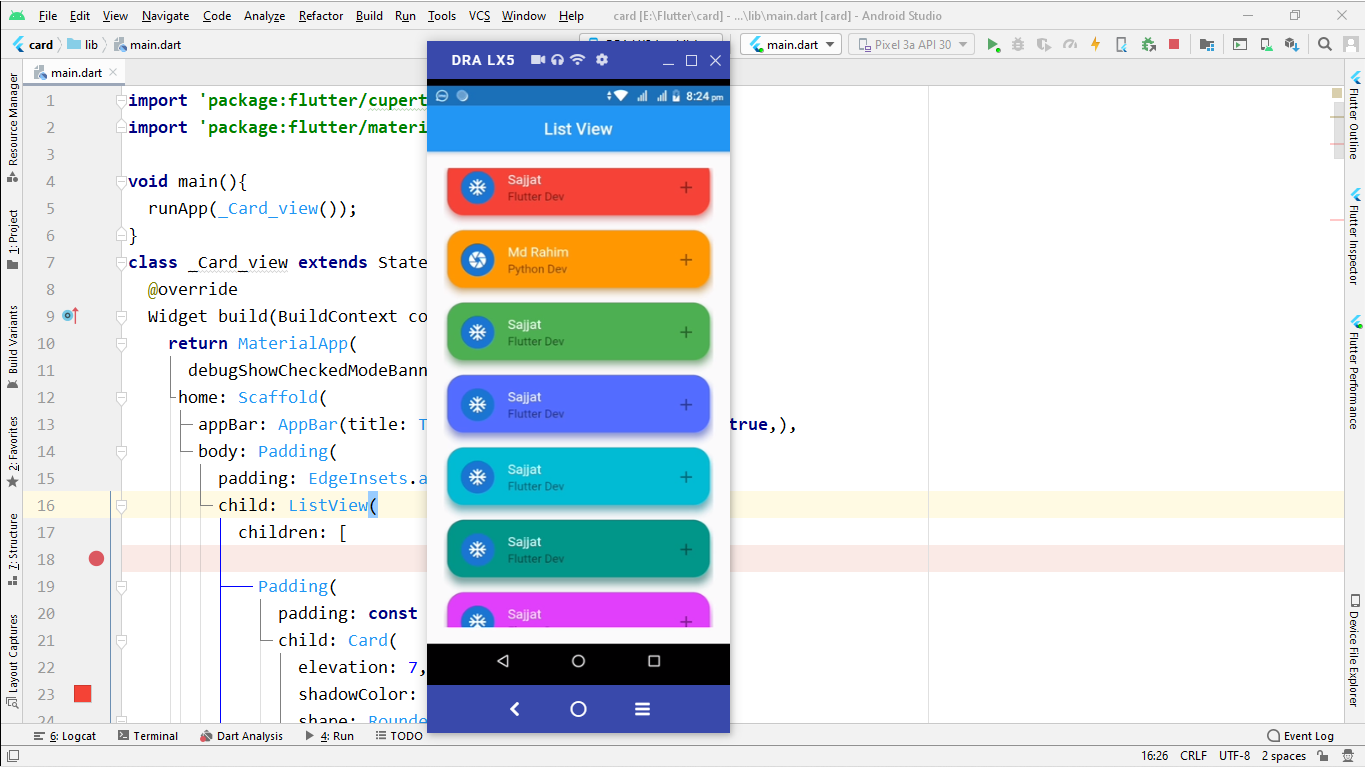 File Edit View Navigate Code Analyze Refactor Build Run Tools VCS Window Help card [E:\Flutter\card] - ...\lib\main.dart [card] - Android Studio
card lib main.dart
main.dart Pixel 3a API 30
main.dart
Resource Manager
1: Project
Build Variants
2: Favorites
7: Structure
Layout Captures
1 import 'package:flutter/cupert
2 import 'package:flutter/materi
3
4 void main(){
5 runApp(_Card_view());
6 }
7 class _Card_view extends State
8 @override
9 Widget build(BuildContext co
10 return MaterialApp(
11 debugShowCheckedModeBann
12 home: Scaffold(
13 appBar: AppBar(title: T true,),
14 body: Padding(
15 padding: EdgeInsets.a
16 child: ListView(
17 children: [
18
19 Padding(
20 padding: const
21 child: Card(
22 elevation: 7,
23 shadowColor:
24 shape: Rounde
DRA LX5
8:24 pm
List View
Sajjat
Flutter Dev
Md Rahim
Python Dev
Sajjat
Flutter Dev
Sajjat
Flutter Dev
Sajjat
Flutter Dev
Sajjat
Flutter Dev
Sajjat
Flutter Outline
Flutter Inspector
Flutter Performance
Device File Explorer
6: Logcat Terminal Dart Analysis 4: Run TODO Event Log
16:26 CRLF UTF-8 2 spaces